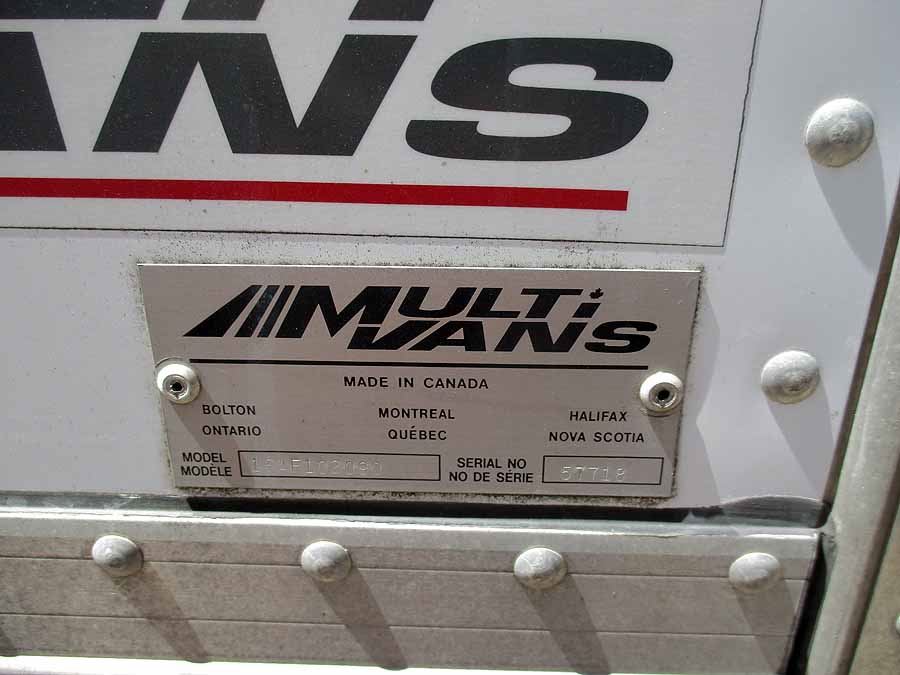 VANS
MULTi
VANS
MADE IN CANADA
BOLTON MONTREAL HALIFAX
ONTARIO QUÉBEC NOVA SCOTIA
MODEL
MODÈLE
SERIAL NO
NO DE SÉRIE 57718